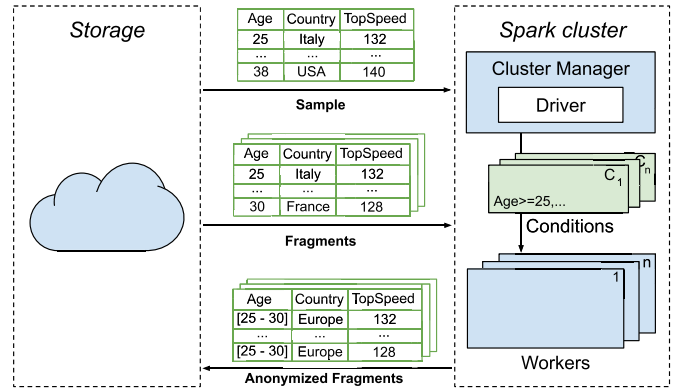 Storage
Age Country TopSpeed
25 Italy 132
... ... ...
38 USA 140
Sample
Age Country TopSpeed
25 Italy 132
... ... ...
30 France 128
Fragments
Age Country TopSpeed
[25 - 30] Europe 132
... ... ...
[25 - 30] Europe 128
Anonymized Fragments
Spark cluster
Cluster Manager
Driver
Cn
C1
Age>=25,...
Conditions
n
1
Workers